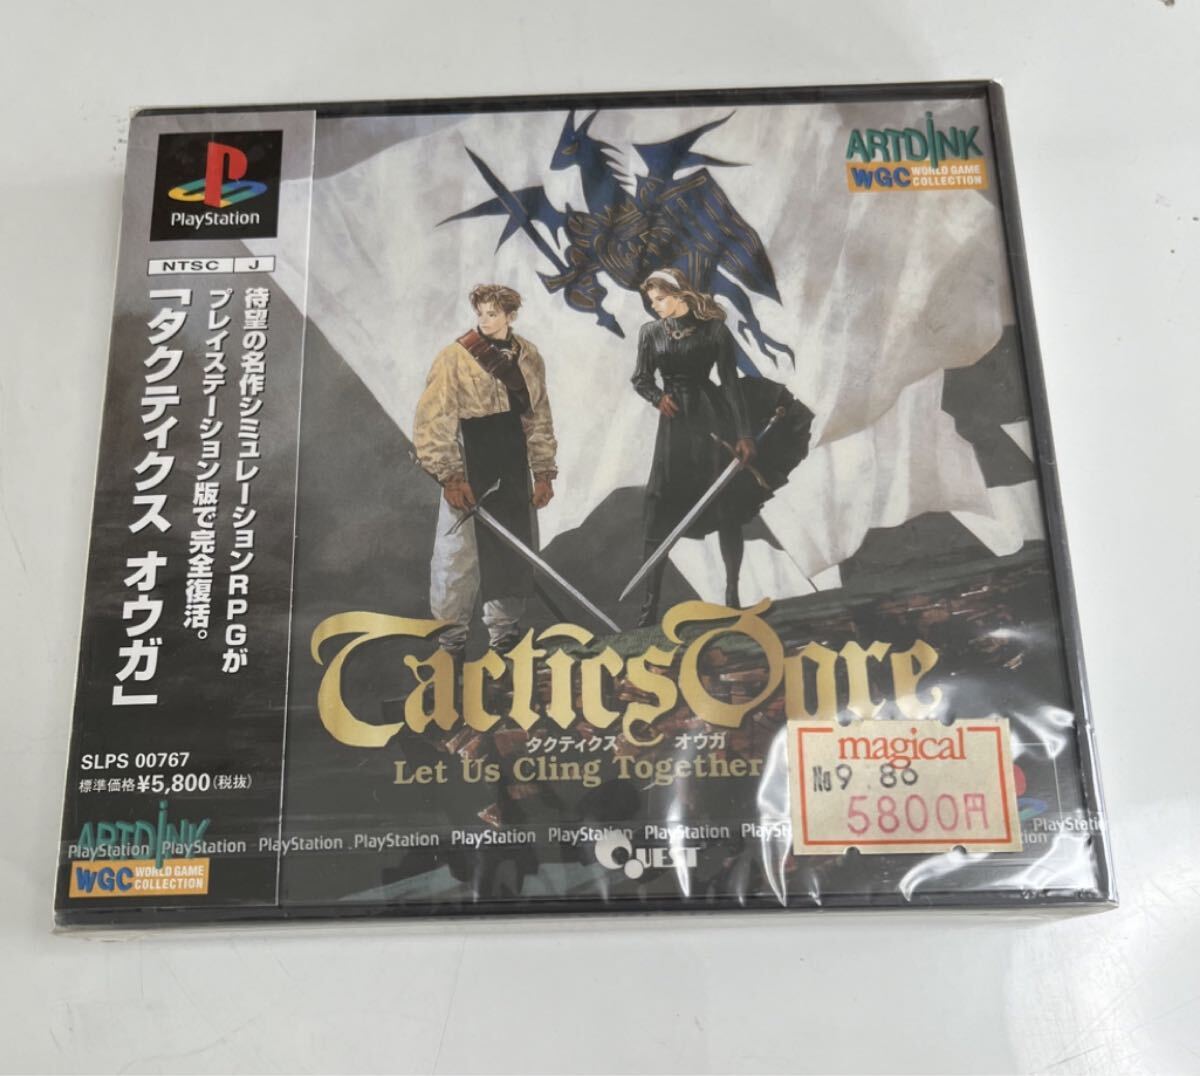 PlayStation
NTSC J
待望の名作シミュレーションRPGが
プレイステーション版で完全復活。
「タクティクス オウガ」
SLPS 00767
標準価格¥5,800(税抜)
ARTDINK
WGC WORLD GAME COLLECTION
ARTDINK
WGC WORLD GAME COLLECTION
Tactics Ogre
タクティクス オウガ
Let Us Cling Together
magical
№9.86
5800円
PlayStation PlayStation PlayStation PlayStation PlayStation PlayStation PlayStation PlayStation
QUEST